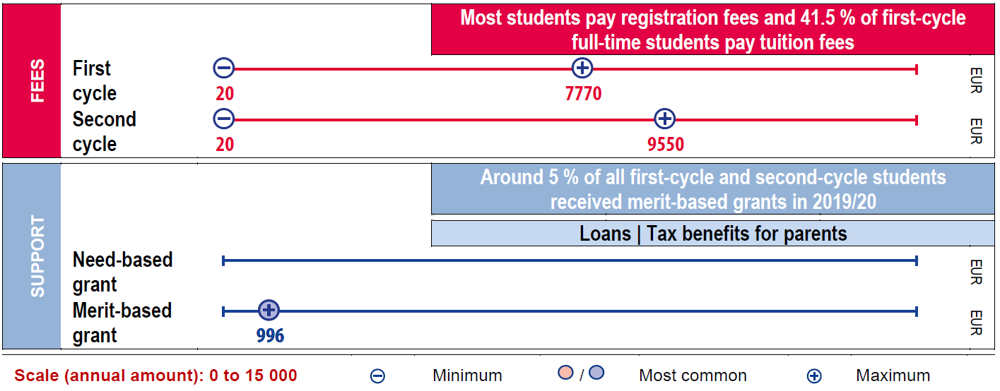 Most students pay registration fees and 41.5 % of first-cycle
full-time students pay tuition fees
FEES
First
cycle
20
7770
EUR
Second
cycle
20
9550
EUR
SUPPORT
Around 5 % of all first-cycle and second-cycle students
received merit-based grants in 2019/20
Loans | Tax benefits for parents
Need-based
grant
EUR
Merit-based
grant
996
EUR
Scale (annual amount): 0 to 15 000
Minimum
/
Most common
Maximum